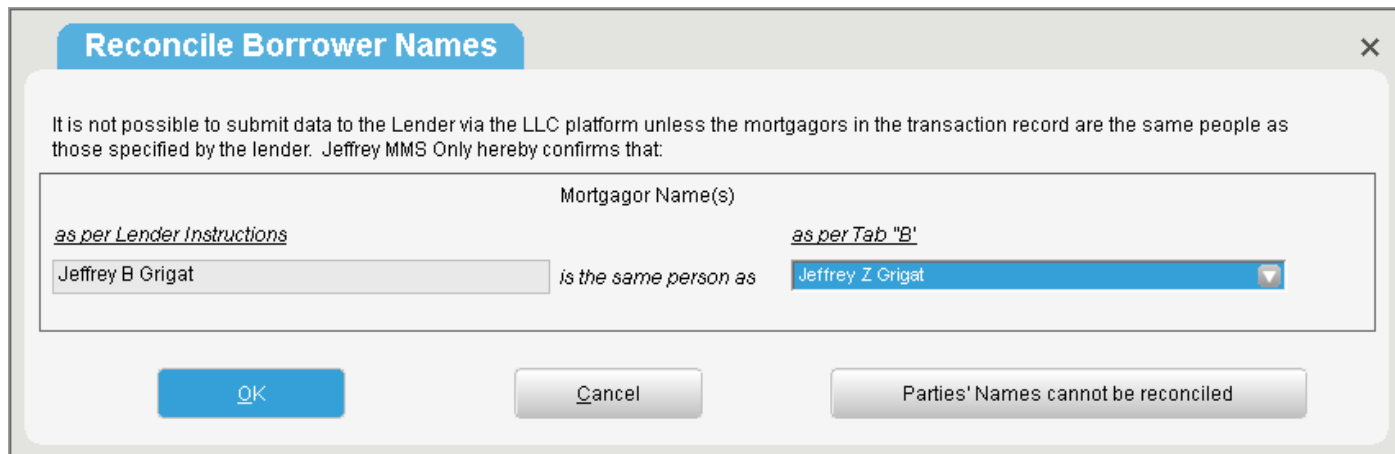 Reconcile Borrower Names
It is not possible to submit data to the Lender via the LLC platform unless the mortgagors in the transaction record are the same people as
those specified by the lender. Jeffrey MMS Only hereby confirms that:
Mortgagor Name(s)
as per Lender Instructions as per Tab "B'
Jeffrey B Grigat is the same person as Jeffrey Z Grigat
OK Cancel Parties' Names cannot be reconciled